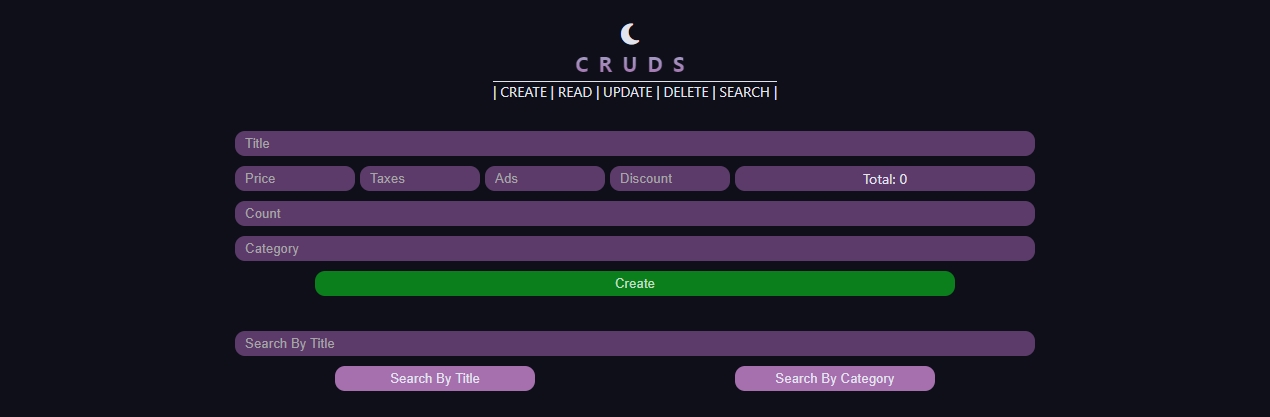 C R U D S
| CREATE | READ | UPDATE | DELETE | SEARCH |
Title
Price Taxes Ads Discount Total: 0
Count
Category
Create
Search By Title
Search By Title Search By Category